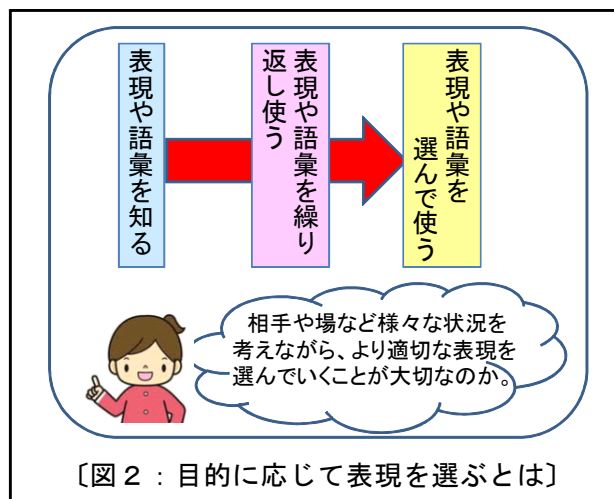 表現や語彙を知る
表現や語彙を繰り
返し使う
表現や語彙を
選んで使う
相手や場など様々な状況を
考えながら、より適切な表現を
選んでいくことが大切なのか。
〔図２：目的に応じて表現を選ぶとは〕